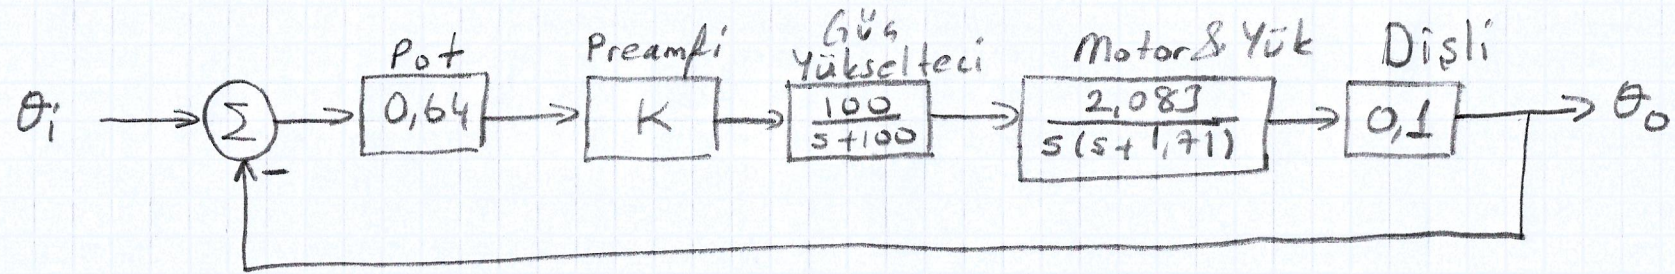 Pot Preamfi Güç Yükselteci Motor & Yük Dişli
θi Σ 0,64 K 100/s+100 2,083/s(s+1,71) 0,1 θo
-